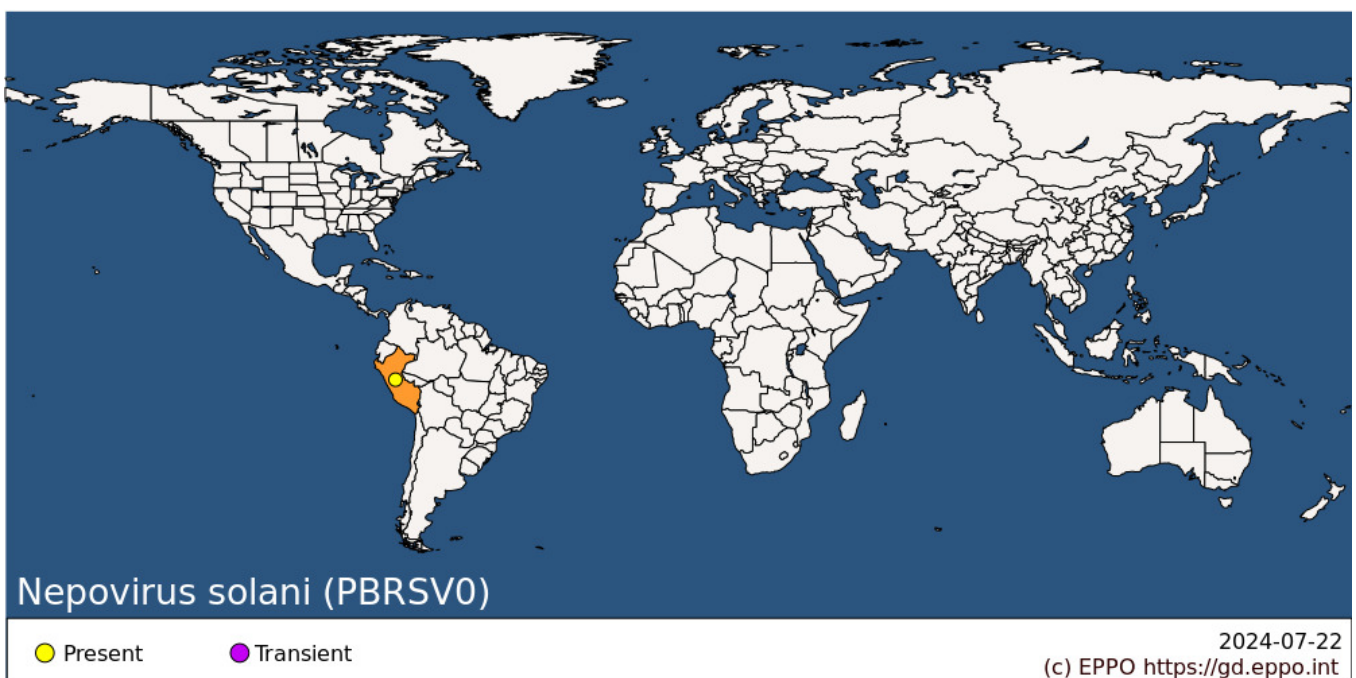 Nepovirus solani (PBRSV0)
Present
Transient
2024-07-22
(c) EPPO https://gd.eppo.int